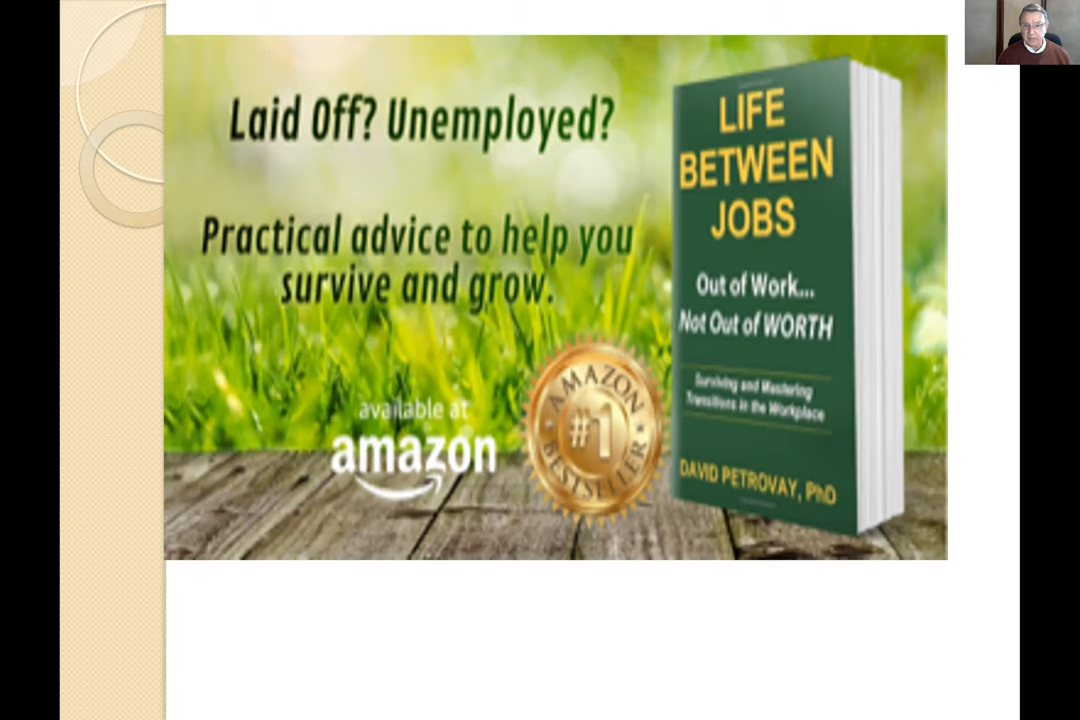 Laid Off? Unemployed?
Practical advice to help you
survive and grow.
available at
amazon
AMAZON
#1
BESTSELLER
LIFE
BETWEEN
JOBS
Out of Work...
Not Out of WORTH
Surviving and Mastering
Transitions in the Workplace
DAVID PETROVAY, PhD